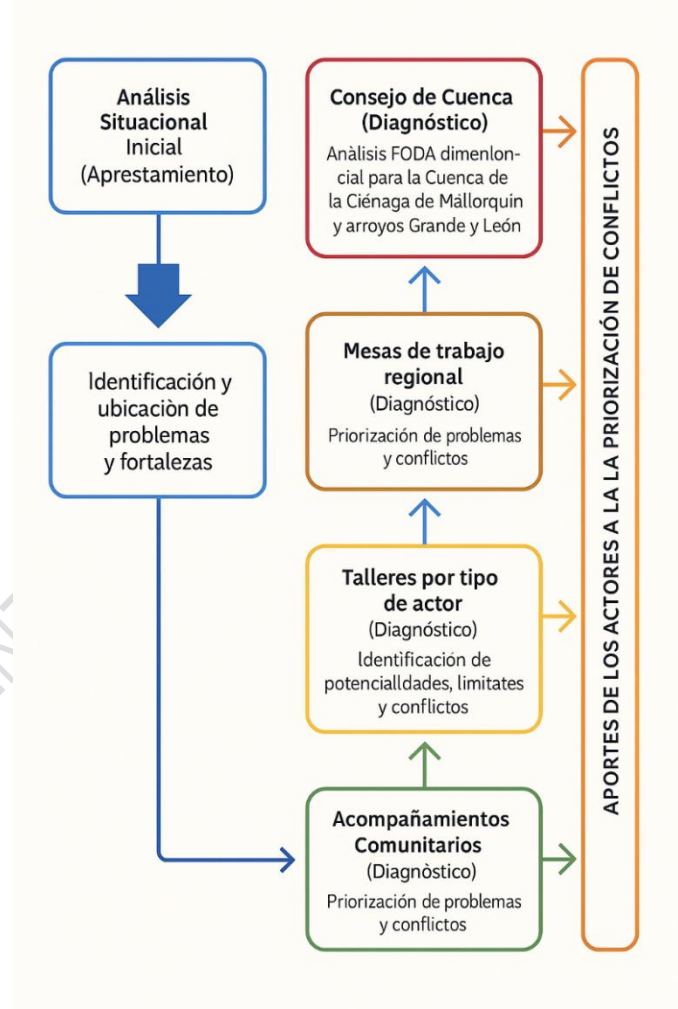 Análisis
Situacional
Inicial
(Aprestamiento)
Identificación y
ubicaciòn de
problemas
y fortalezas
Consejo de Cuenca
(Diagnóstico)
Anàlisis FODA dimenlon-
cial para la Cuenca de
la Ciénaga de Mállorquin
y arroyos Grande y León
Mesas de trabajo
regional
(Diagnóstico)
Priorización de problemas
y conflictos
Talleres por tipo
de actor
(Diagnóstico)
Identificación de
potencialldades, limitates
y conflictos
Acompañamientos
Comunitarios
(Diagnòstico)
Priorización de problemas
y conflictos
APORTES DE LOS ACTORES A LA LA PRIORIZACIÓN DE CONFLICTOS